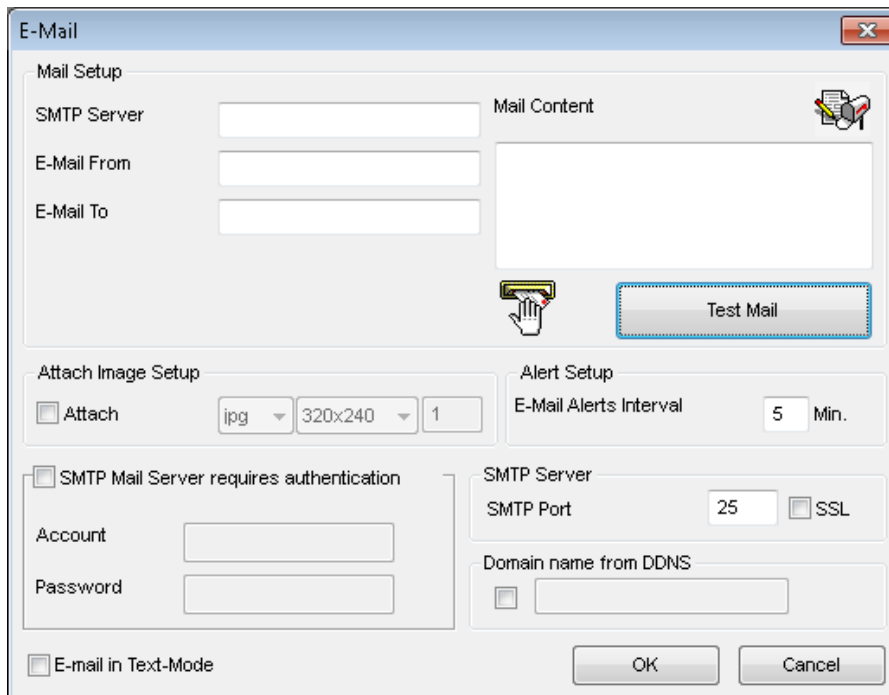 E-Mail
Mail Setup
SMTP Server
Mail Content
E-Mail From
E-Mail To
Test Mail
Attach Image Setup
Attach
jpg
320x240
1
Alert Setup
E-Mail Alerts Interval
5
Min.
SMTP Mail Server requires authentication
Account
Password
SMTP Server
SMTP Port
25
SSL
Domain name from DDNS
E-mail in Text-Mode
OK
Cancel